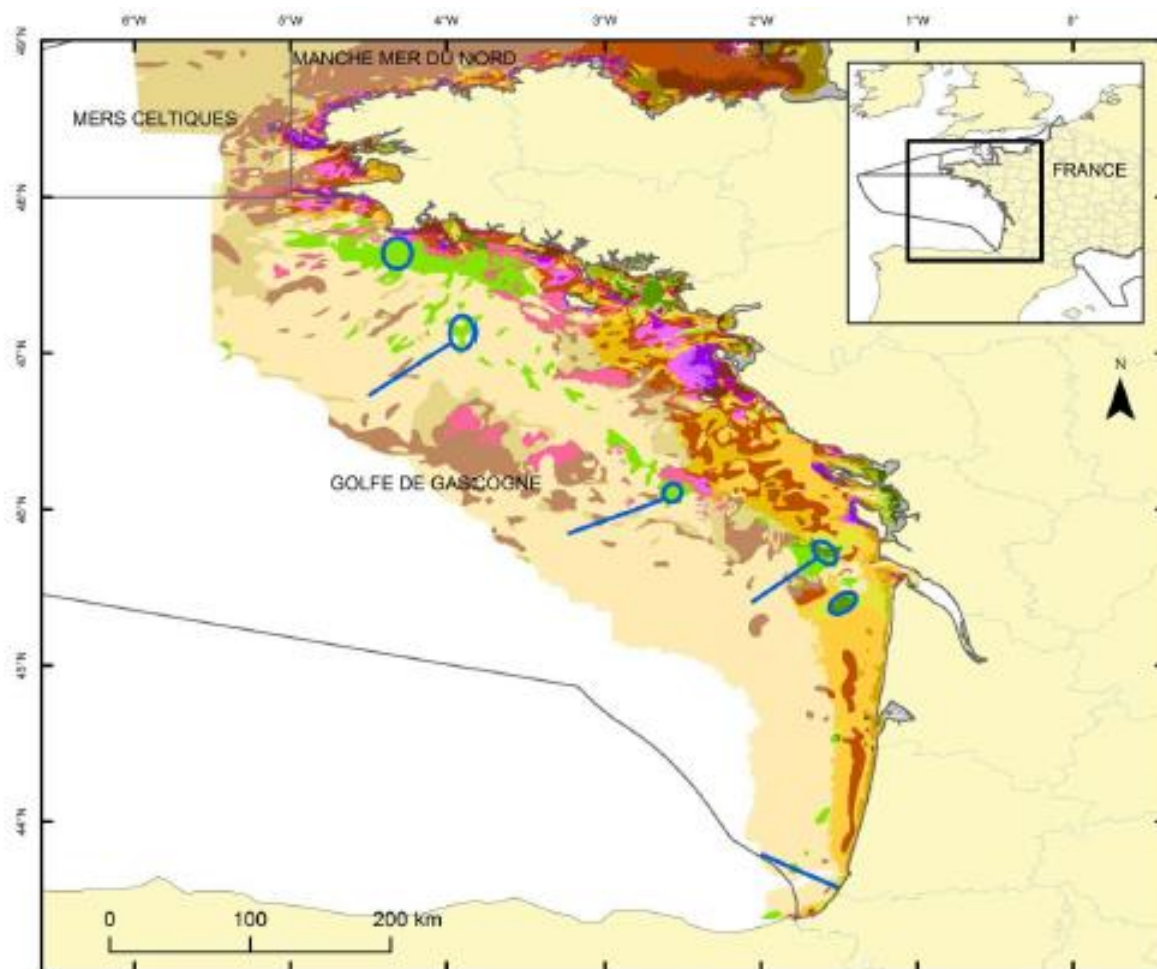 6°W 5°W 4°W 3°W 2°W 1°W 0°
49°N
MANCHE MER DU NORD
MERS CELTIQUES
FRANCE
48°N
47°N
N
GOLFE DE GASCOGNE
46°N
45°N
44°N
0 100 200 km